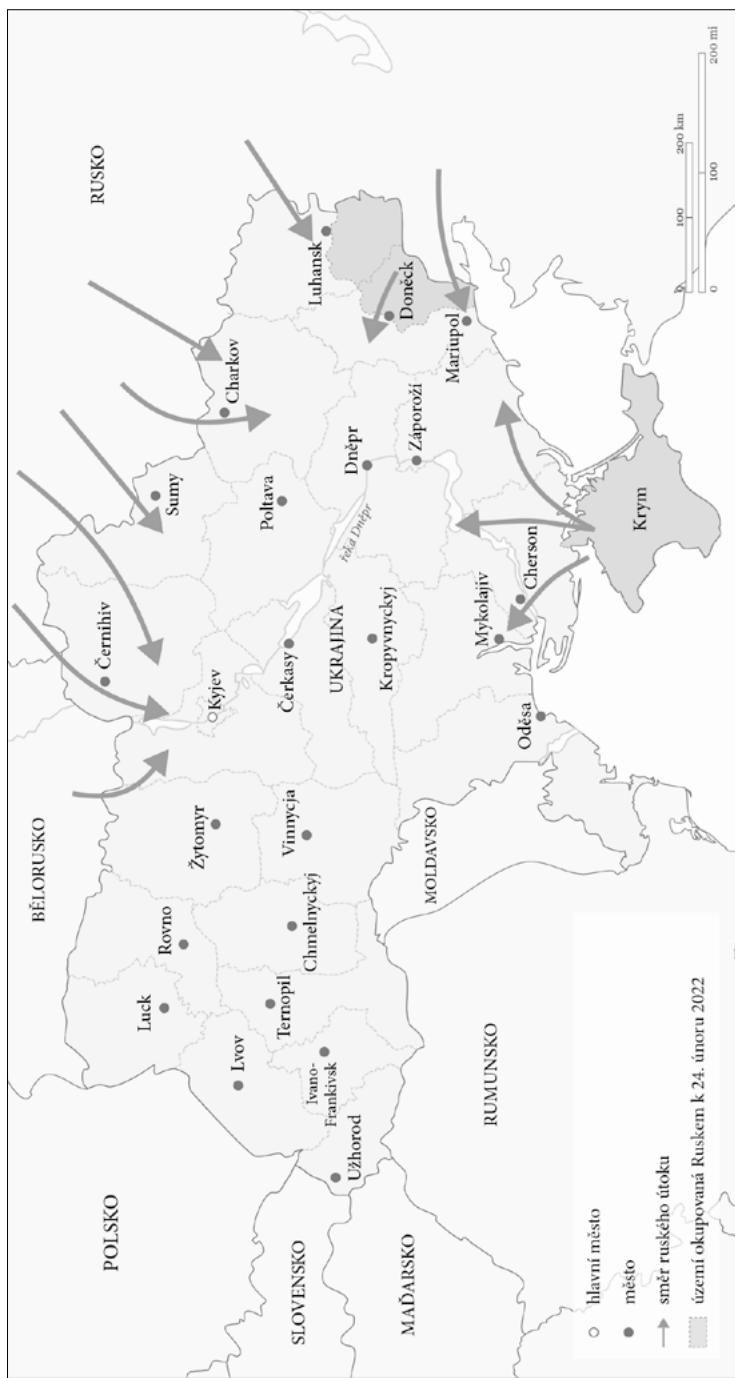 BĚLORUSKO
RUSKO
POLSKO
SLOVENSKO
MAĎARSKO
RUMUNSKO
MOLDAVSKO
UKRAJINA
Luck
Rovno
Lvov
Ternopil
Ivano-
Frankivsk
Užhorod
Chmelnyckyj
Žytomyr
Vinnycja
Kyjev
Černihiv
Sumy
Čerkasy
Poltava
Charkov
Luhansk
řeka Dněpr
Dněpr
Kropyvnyckyj
Záporoží
Doněck
Mariupol
Mykolajiv
Cherson
Oděsa
Krym
hlavní město
město
směr ruského útoku
území okupovaná Ruskem k 24. únoru 2022
0 100 200 km
0 100 200 mi